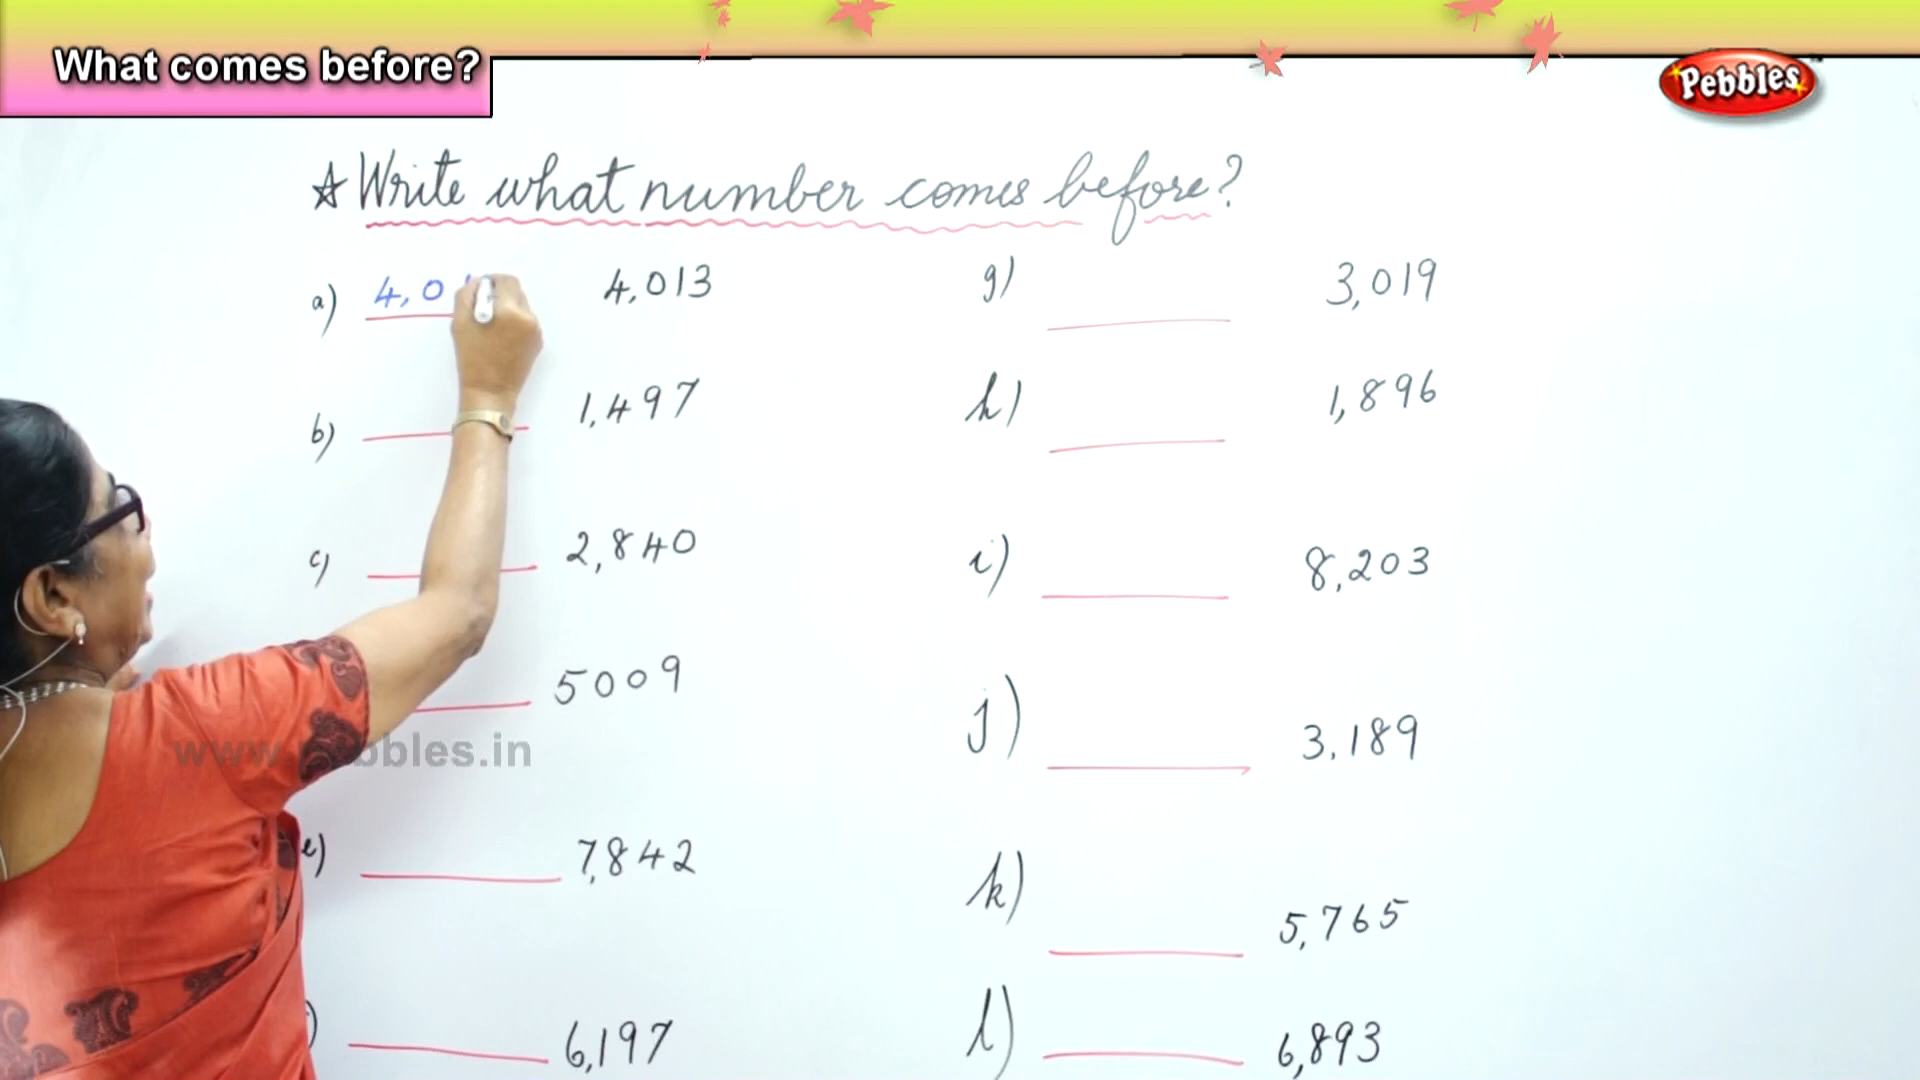 What comes before?
Pebbles
☆ Write what number comes before?
a) 4,0 4,013
b) 1,497
c) 2,840
5009
www.pebbles.in
e) 7,842
6,197
g) 3,019
h) 1,896
i) 8,203
j) 3,189
k) 5,765
l) 6,893